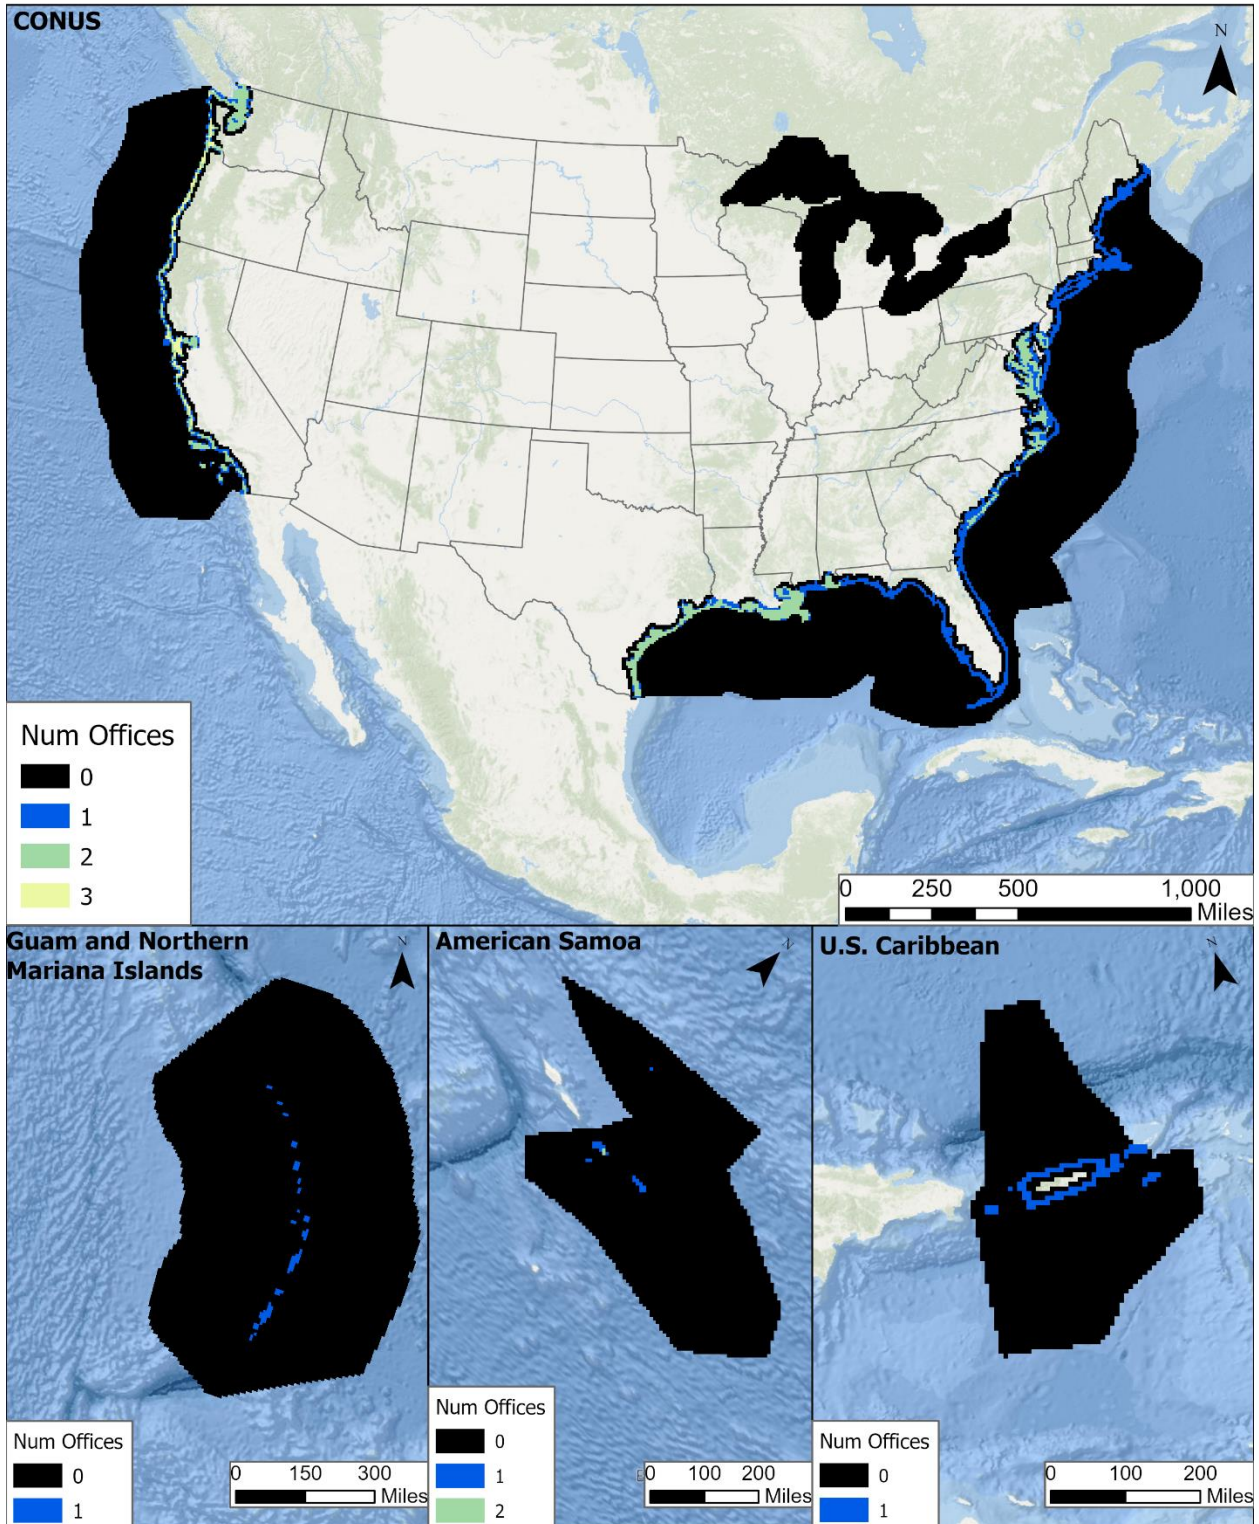 CONUS
N
Num Offices
0
1
2
3
0 250 500 1,000
Miles
Guam and Northern
Mariana Islands
N
Num Offices
0
1
0 150 300
Miles
American Samoa
N
Num Offices
0
1
2
0 100 200
Miles
U.S. Caribbean
N
Num Offices
0
1
0 100 200
Miles